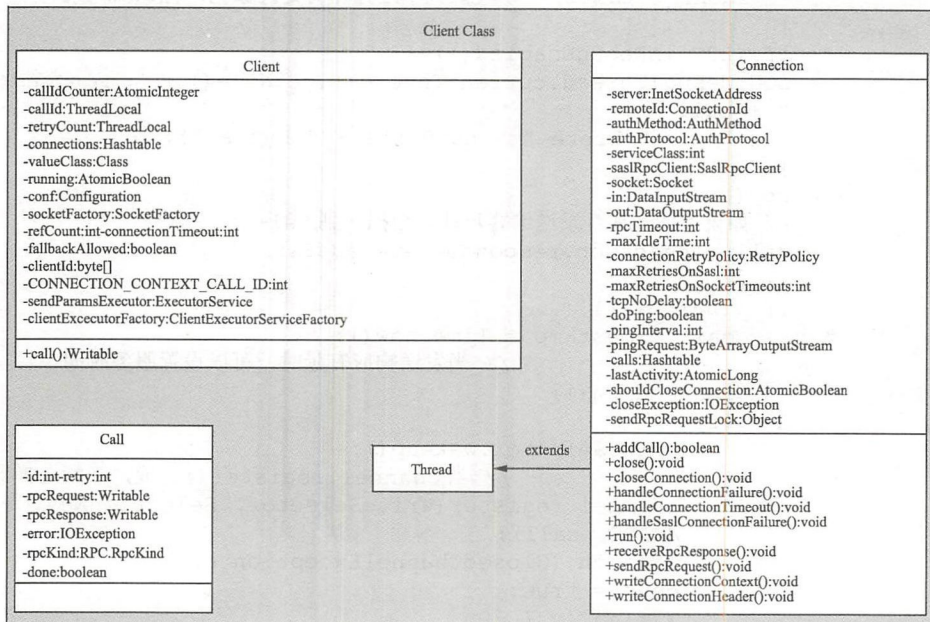 Client Class
Client
-callIdCounter:AtomicInteger
-callId:ThreadLocal
-retryCount:ThreadLocal
-connections:Hashtable
-valueClass:Class
-running:AtomicBoolean
-conf:Configuration
-socketFactory:SocketFactory
-refCount:int-connectionTimeout:int
-fallbackAllowed:boolean
-clientId:byte[]
-CONNECTION_CONTEXT_CALL_ID:int
-sendParamsExecutor:ExecutorService
-clientExcecutorFactory:ClientExecutorServiceFactory
+call():Writable
Connection
-server:InetSocketAddress
-remoteId:ConnectionId
-authMethod:AuthMethod
-authProtocol:AuthProtocol
-serviceClass:int
-saslRpcClient:SaslRpcClient
-socket:Socket
-in:DataInputStream
-out:DataOutputStream
-rpcTimeout:int
-maxIdleTime:int
-connectionRetryPolicy:RetryPolicy
-maxRetriesOnSasl:int
-maxRetriesOnSocketTimeouts:int
-tcpNoDelay:boolean
-doPing:boolean
-pingInterval:int
-pingRequest:ByteArrayOutputStream
-calls:Hashtable
-lastActivity:AtomicLong
-shouldCloseConnection:AtomicBoolean
-closeException:IOException
-sendRpcRequestLock:Object
+addCall():boolean
+close():void
+closeConnection():void
+handleConnectionFailure():void
+handleConnectionTimeout():void
+handleSaslConnectionFailure():void
+run():void
+receiveRpcResponse():void
+sendRpcRequest():void
+writeConnectionContext():void
+writeConnectionHeader():void
Call
-id:int-retry:int
-rpcRequest:Writable
-rpcResponse:Writable
-error:IOException
-rpcKind:RPC.RpcKind
-done:boolean
Thread
extends